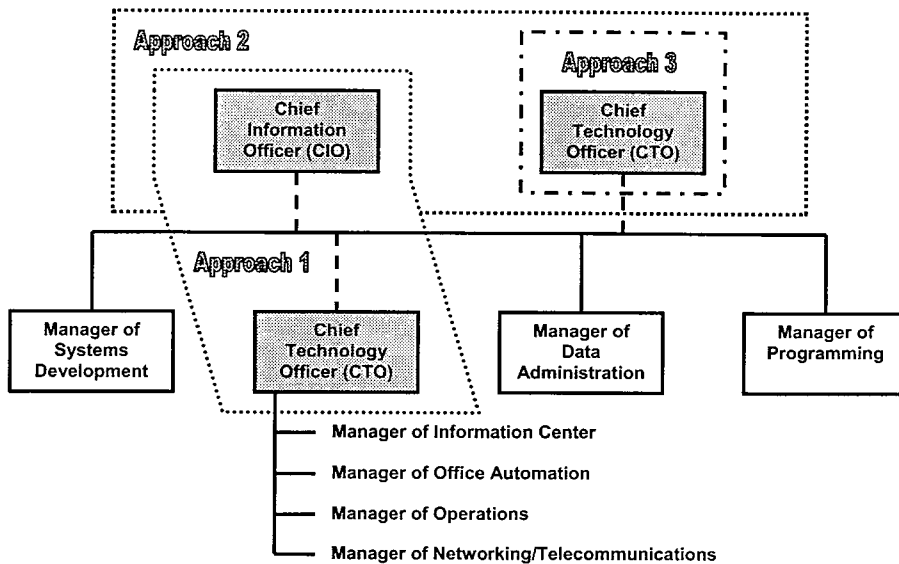 Approach 2
Approach 3
Chief
Information
Officer (CIO)
Chief
Technology
Officer (CTO)
Approach 1
Manager of
Systems
Development
Chief
Technology
Officer (CTO)
Manager of
Data
Administration
Manager of
Programming
Manager of Information Center
Manager of Office Automation
Manager of Operations
Manager of Networking/Telecommunications